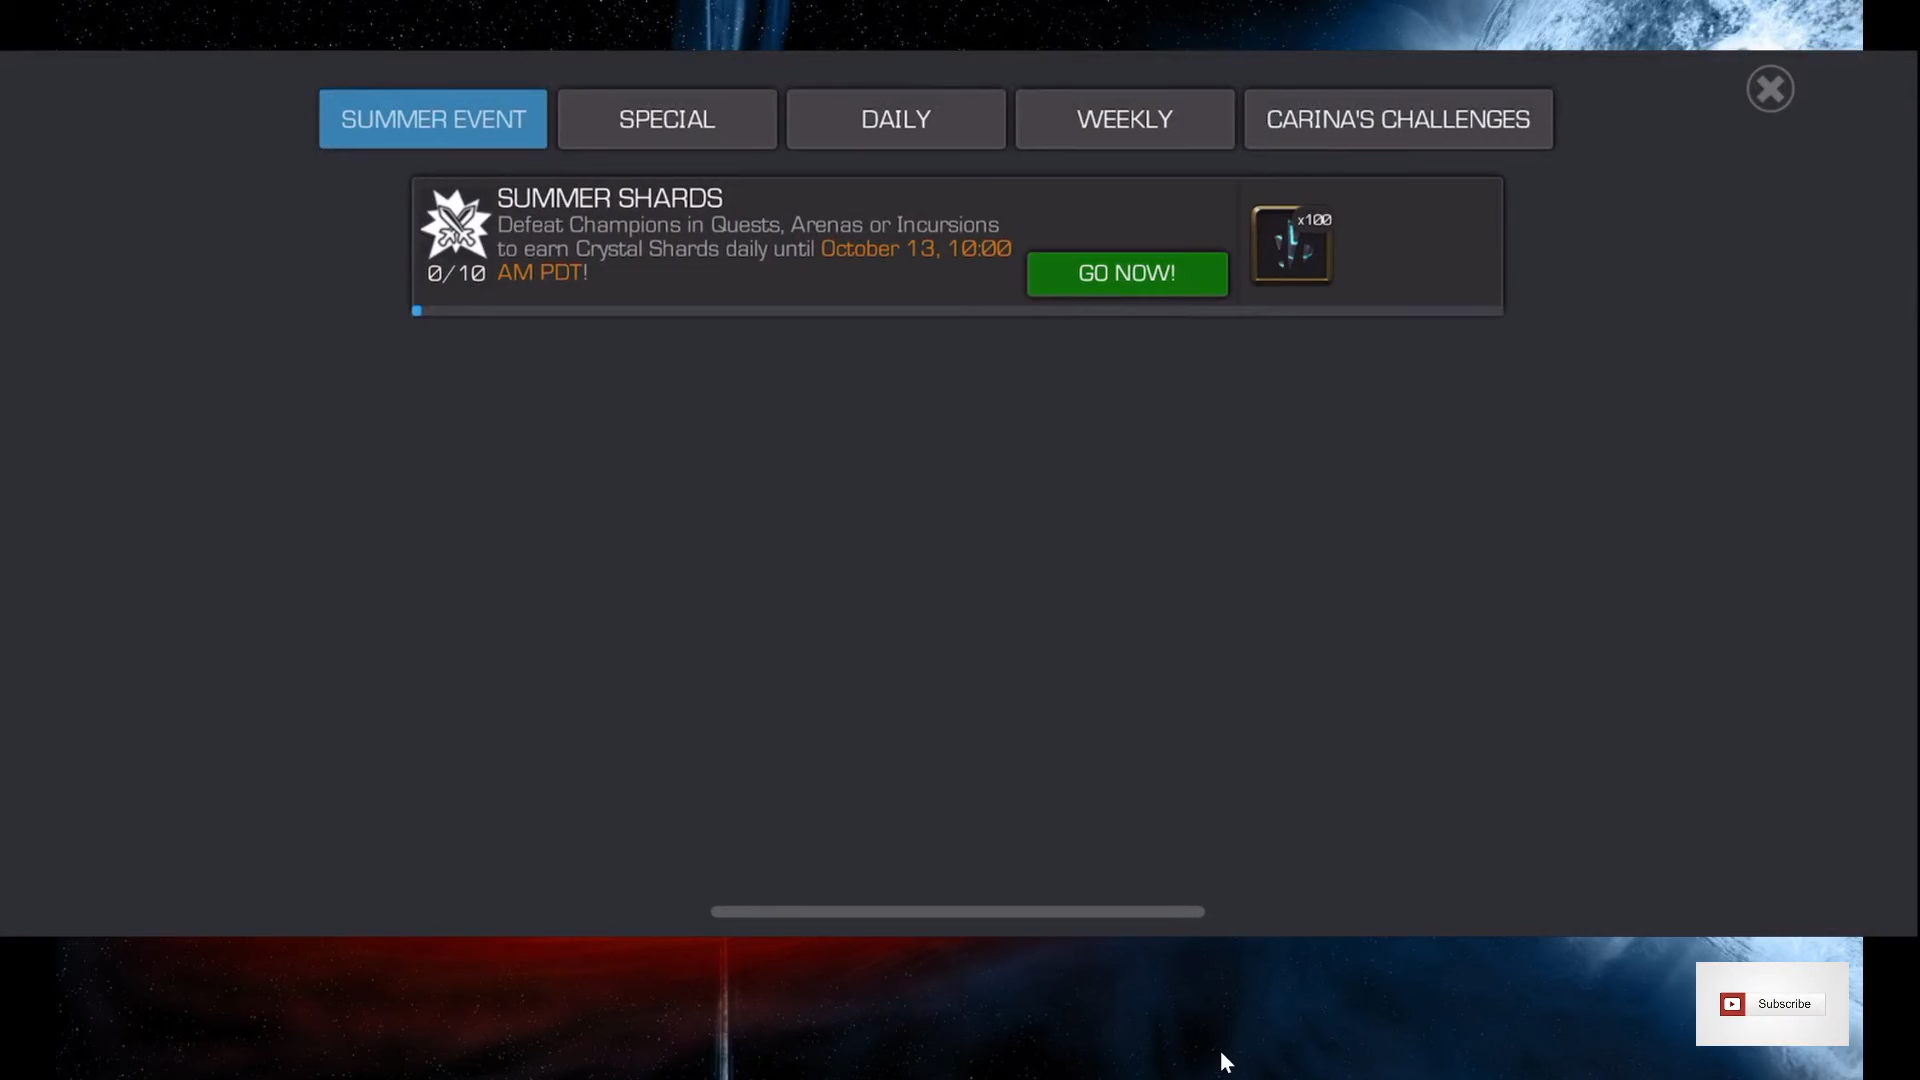 SUMMER EVENT SPECIAL DAILY WEEKLY CARINA'S CHALLENGES
SUMMER SHARDS
Defeat Champions in Quests, Arenas or Incursions
to earn Crystal Shards daily until October 13, 10:00
AM PDT!
0/10
GO NOW!
x100
Subscribe